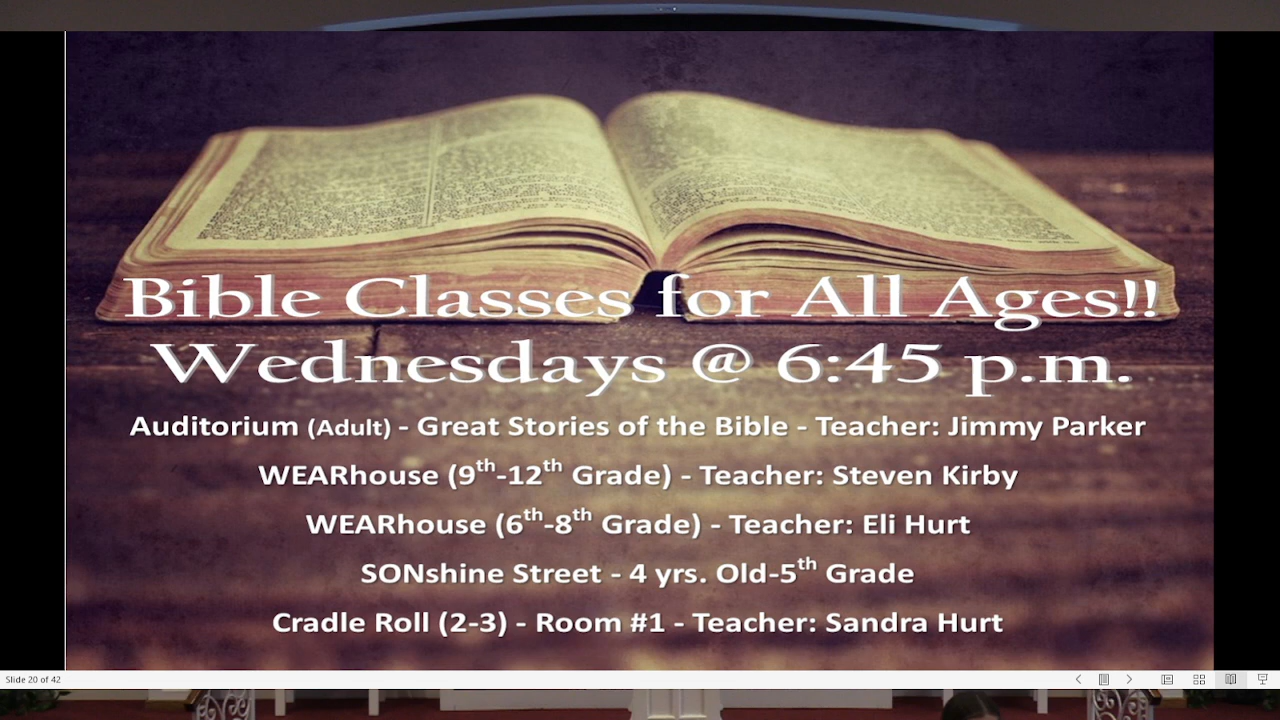 Bible Classes for All Ages!!
Wednesdays @ 6:45 p.m.
Auditorium (Adult) - Great Stories of the Bible - Teacher: Jimmy Parker
WEARhouse (9th-12th Grade) - Teacher: Steven Kirby
WEARhouse (6th-8th Grade) - Teacher: Eli Hurt
SONshine Street - 4 yrs. Old-5th Grade
Cradle Roll (2-3) - Room #1 - Teacher: Sandra Hurt
Slide 20 of 42